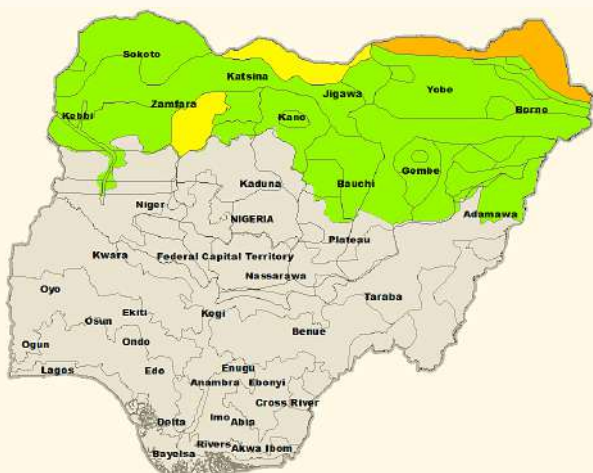 Sokoto
Katsina
Jigawa
Yobe
Zamfara
Borno
Kebbi
Kano
Gombe
Kaduna
Bauchi
Niger
NIGERIA
Adamawa
Plateau
Kwara
Federal Capital Territory
Nassarawa
Oyo
Taraba
Ekiti
Kogi
Osun
Benue
Ogun
Ondo
Lagos
Edo
Enugu
Anambra
Ebonyi
Cross River
Delta
Imo
Abia
Rivers
Akwa Ibom
Bayelsa